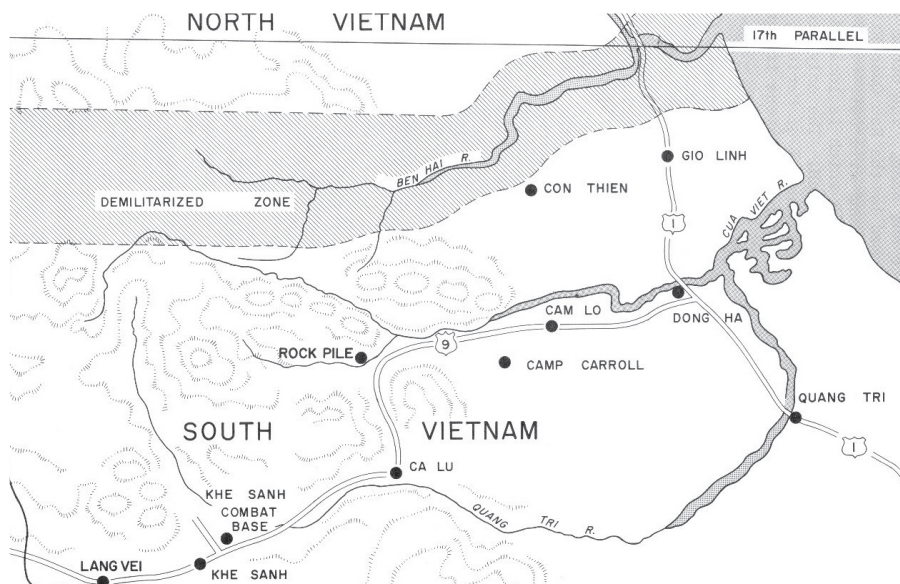 NORTH VIETNAM
17th PARALLEL
BEN HAI R.
GIO LINH
CON THIEN
DEMILITARIZED ZONE
1
CUA VIET R.
CAM LO
DONG HA
9
ROCK PILE
CAMP CARROLL
QUANG TRI
SOUTH VIETNAM
1
CA LU
KHE SANH
COMBAT
BASE
QUANG TRI R.
LANG VEI
KHE SANH